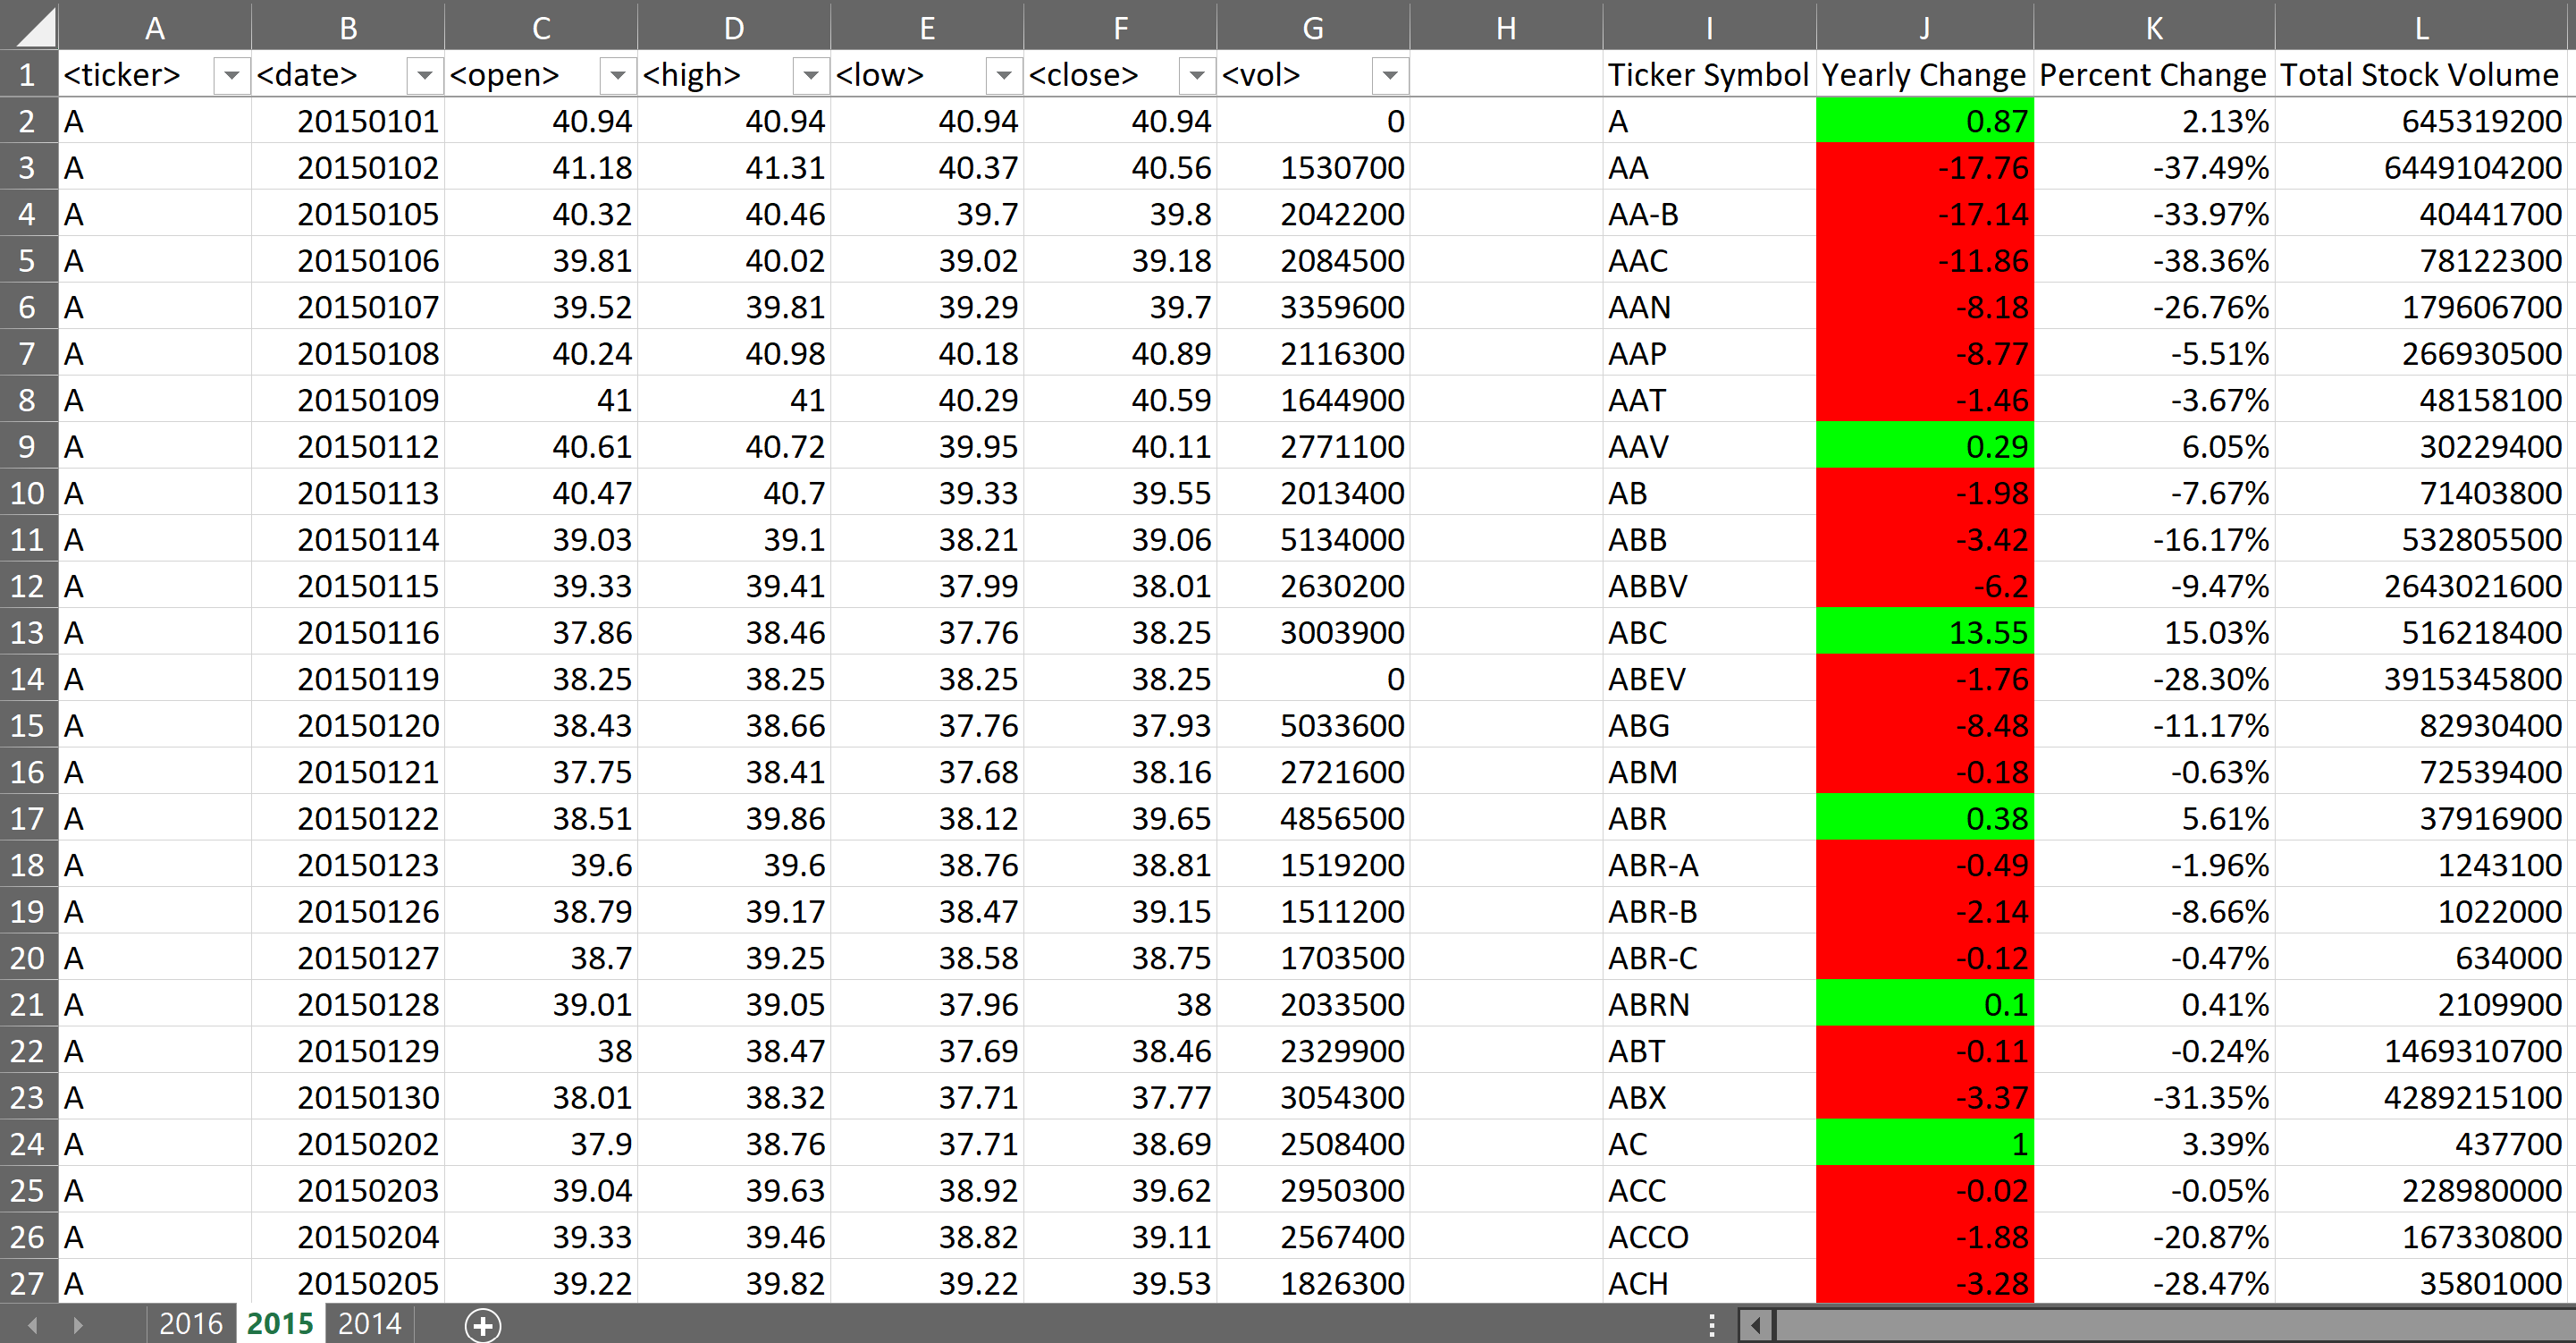 A B C D E F G H I J K L
1 <ticker> <date> <open> <high> <low> <close> <vol> Ticker Symbol Yearly Change Percent Change Total Stock Volume
2 A 20150101 40.94 40.94 40.94 40.94 0 A 0.87 2.13% 645319200
3 A 20150102 41.18 41.31 40.37 40.56 1530700 AA -17.76 -37.49% 6449104200
4 A 20150105 40.32 40.46 39.7 39.8 2042200 AA-B -17.14 -33.97% 40441700
5 A 20150106 39.81 40.02 39.02 39.18 2084500 AAC -11.86 -38.36% 78122300
6 A 20150107 39.52 39.81 39.29 39.7 3359600 AAN -8.18 -26.76% 179606700
7 A 20150108 40.24 40.98 40.18 40.89 2116300 AAP -8.77 -5.51% 266930500
8 A 20150109 41 41 40.29 40.59 1644900 AAT -1.46 -3.67% 48158100
9 A 20150112 40.61 40.72 39.95 40.11 2771100 AAV 0.29 6.05% 30229400
10 A 20150113 40.47 40.7 39.33 39.55 2013400 AB -1.98 -7.67% 71403800
11 A 20150114 39.03 39.1 38.21 39.06 5134000 ABB -3.42 -16.17% 532805500
12 A 20150115 39.33 39.41 37.99 38.01 2630200 ABBV -6.2 -9.47% 2643021600
13 A 20150116 37.86 38.46 37.76 38.25 3003900 ABC 13.55 15.03% 516218400
14 A 20150119 38.25 38.25 38.25 38.25 0 ABEV -1.76 -28.30% 3915345800
15 A 20150120 38.43 38.66 37.76 37.93 5033600 ABG -8.48 -11.17% 82930400
16 A 20150121 37.75 38.41 37.68 38.16 2721600 ABM -0.18 -0.63% 72539400
17 A 20150122 38.51 39.86 38.12 39.65 4856500 ABR 0.38 5.61% 37916900
18 A 20150123 39.6 39.6 38.76 38.81 1519200 ABR-A -0.49 -1.96% 1243100
19 A 20150126 38.79 39.17 38.47 39.15 1511200 ABR-B -2.14 -8.66% 1022000
20 A 20150127 38.7 39.25 38.58 38.75 1703500 ABR-C -0.12 -0.47% 634000
21 A 20150128 39.01 39.05 37.96 38 2033500 ABRN 0.1 0.41% 2109900
22 A 20150129 38 38.47 37.69 38.46 2329900 ABT -0.11 -0.24% 1469310700
23 A 20150130 38.01 38.32 37.71 37.77 3054300 ABX -3.37 -31.35% 4289215100
24 A 20150202 37.9 38.76 37.71 38.69 2508400 AC 1 3.39% 437700
25 A 20150203 39.04 39.63 38.92 39.62 2950300 ACC -0.02 -0.05% 228980000
26 A 20150204 39.33 39.46 38.82 39.11 2567400 ACCO -1.88 -20.87% 167330800
27 A 20150205 39.22 39.82 39.22 39.53 1826300 ACH -3.28 -28.47% 35801000
2016 2015 2014